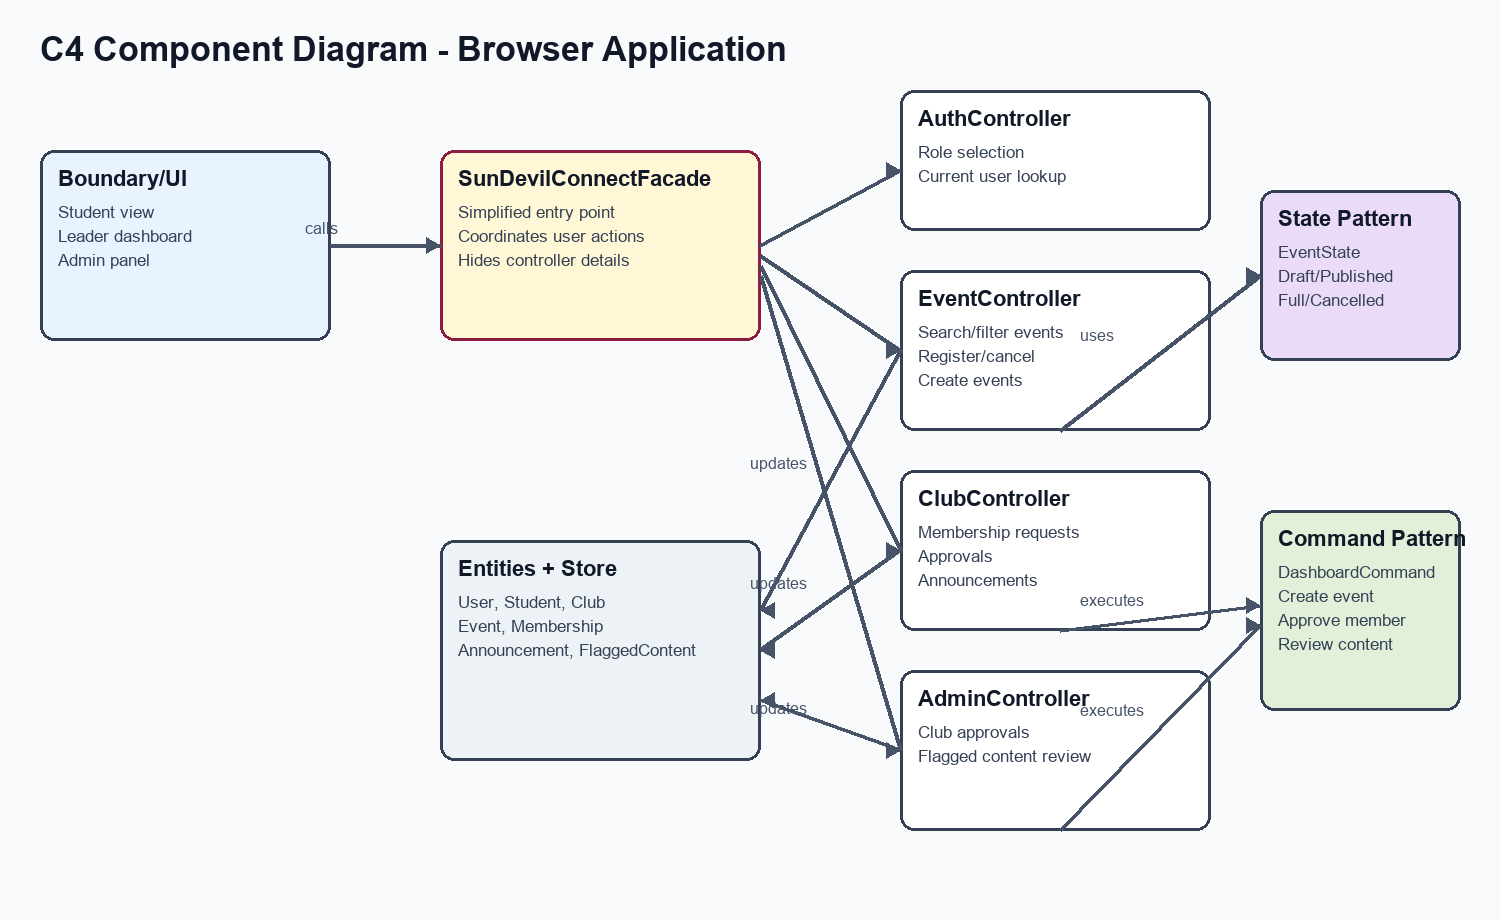 C4 Component Diagram - Browser Application
Boundary/UI
Student view
Leader dashboard
Admin panel
calls
SunDevilConnectFacade
Simplified entry point
Coordinates user actions
Hides controller details
AuthController
Role selection
Current user lookup
EventController
Search/filter events
Register/cancel
Create events
uses
State Pattern
EventState
Draft/Published
Full/Cancelled
updates
Entities + Store
User, Student, Club
Event, Membership
Announcement, FlaggedContent
updates
updates
ClubController
Membership requests
Approvals
Announcements
executes
Command Pattern
DashboardCommand
Create event
Approve member
Review content
AdminController
Club approvals
Flagged content review
executes